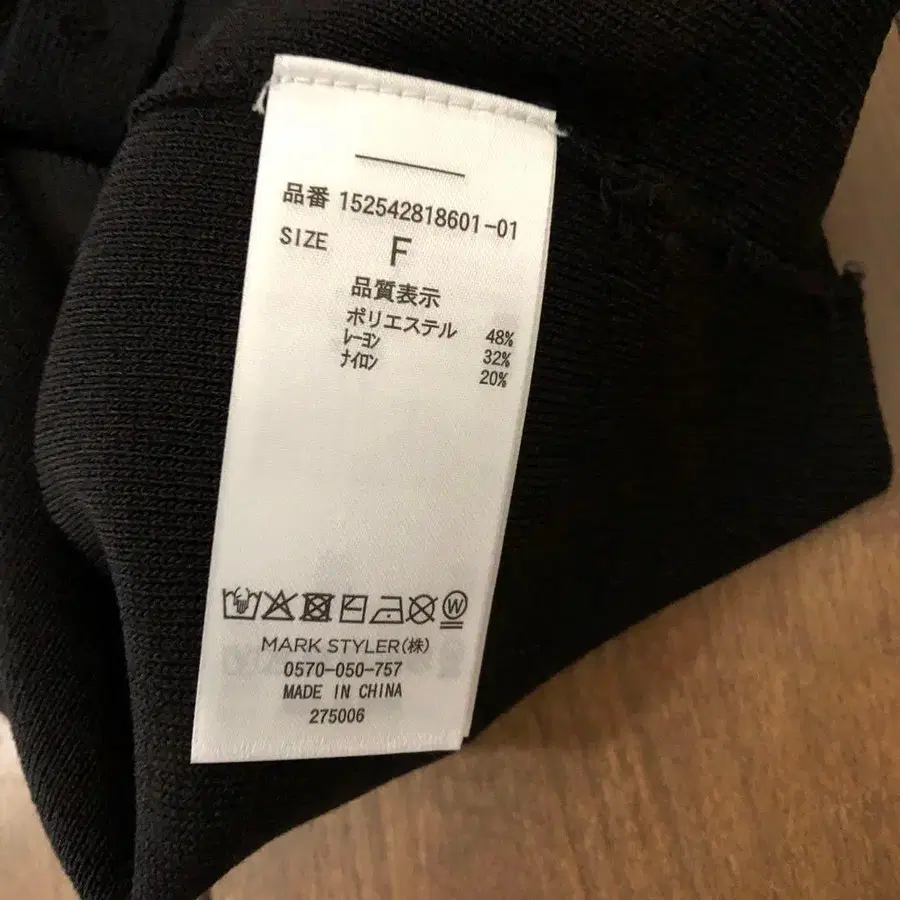 品番 152542818601-01
SIZE F
品質表示
ポリエステル 48%
レーヨン 32%
ナイロン 20%
W
MARK STYLER(株)
0570-050-757
MADE IN CHINA
275006